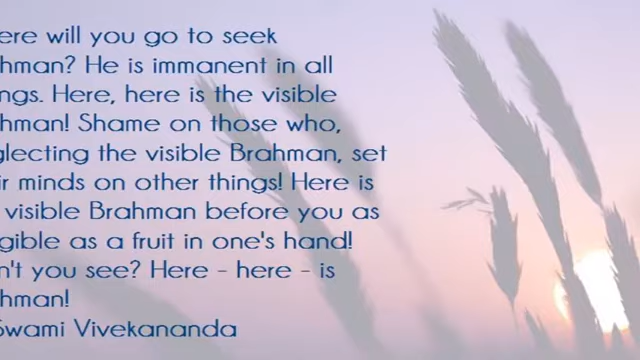 ere will you go to seek
hman? He is immanent in all
ngs. Here, here is the visible
hman! Shame on those who,
glecting the visible Brahman, set
ir minds on other things! Here is
visible Brahman before you as
gible as a fruit in one's hand!
n't you see? Here - here - is
hman!
Swami Vivekananda